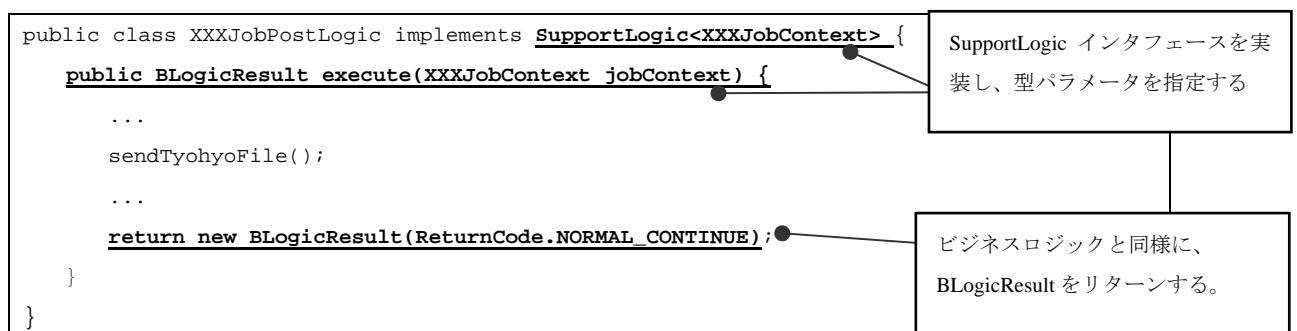 public class XXXJobPostLogic implements SupportLogic<XXXJobContext> {
public BLogicResult execute(XXXJobContext jobContext) {
...
sendTyohyoFile();
...
return new BLogicResult(ReturnCode.NORMAL_CONTINUE);
}
}
SupportLogic インタフェースを実
装し、型パラメータを指定する
ビジネスロジックと同様に、
BLogicResult をリターンする。